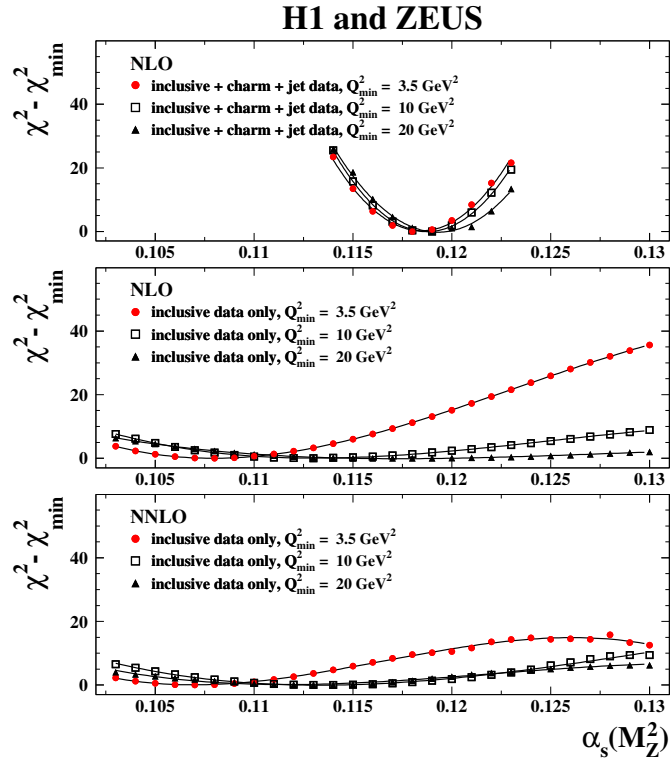 H1 and ZEUS
χ² - χ²min
NLO
inclusive + charm + jet data, Q²min = 3.5 GeV²
inclusive + charm + jet data, Q²min = 10 GeV²
inclusive + charm + jet data, Q²min = 20 GeV²
40
20
0
0.105 0.11 0.115 0.12 0.125 0.13
χ² - χ²min
NLO
inclusive data only, Q²min = 3.5 GeV²
inclusive data only, Q²min = 10 GeV²
inclusive data only, Q²min = 20 GeV²
40
20
0
0.105 0.11 0.115 0.12 0.125 0.13
χ² - χ²min
NNLO
inclusive data only, Q²min = 3.5 GeV²
inclusive data only, Q²min = 10 GeV²
inclusive data only, Q²min = 20 GeV²
40
20
0
0.105 0.11 0.115 0.12 0.125 0.13
αs(M²Z)